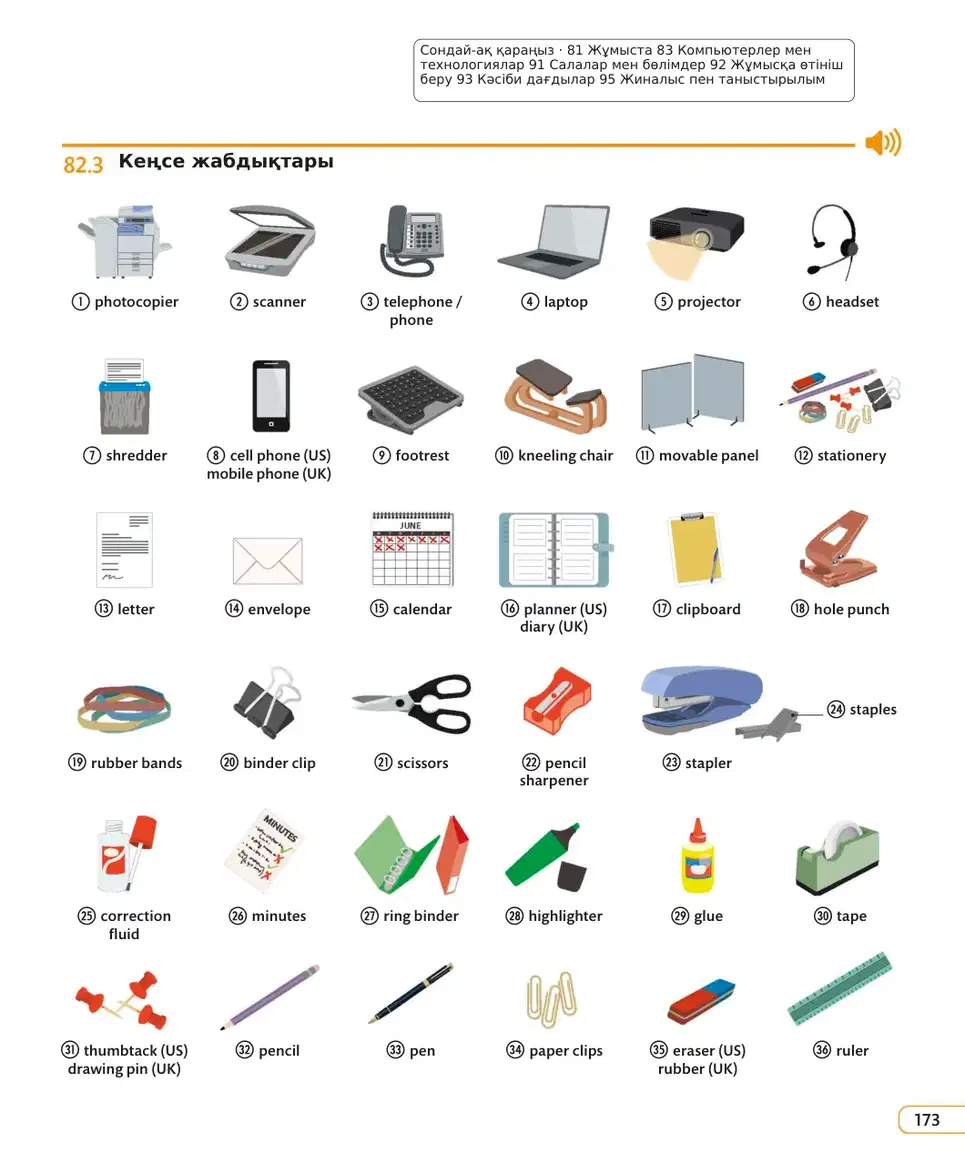 Сондай-ақ қараңыз · 81 Жұмыста 83 Компьютерлер мен
технологиялар 91 Салалар мен бөлімдер 92 Жұмысқа өтініш
беру 93 Кәсіби дағдылар 95 Жиналыс пен таныстырылым
82.3 Кеңсе жабдықтары
1 photocopier
2 scanner
3 telephone /
phone
4 laptop
5 projector
6 headset
7 shredder
8 cell phone (US)
mobile phone (UK)
9 footrest
10 kneeling chair
11 movable panel
12 stationery
JUNE
13 letter
14 envelope
15 calendar
16 planner (US)
diary (UK)
17 clipboard
18 hole punch
19 rubber bands
20 binder clip
21 scissors
22 pencil
sharpener
23 stapler
24 staples
MINUTES
25 correction
fluid
26 minutes
27 ring binder
28 highlighter
29 glue
30 tape
31 thumbtack (US)
drawing pin (UK)
32 pencil
33 pen
34 paper clips
35 eraser (US)
rubber (UK)
36 ruler
173